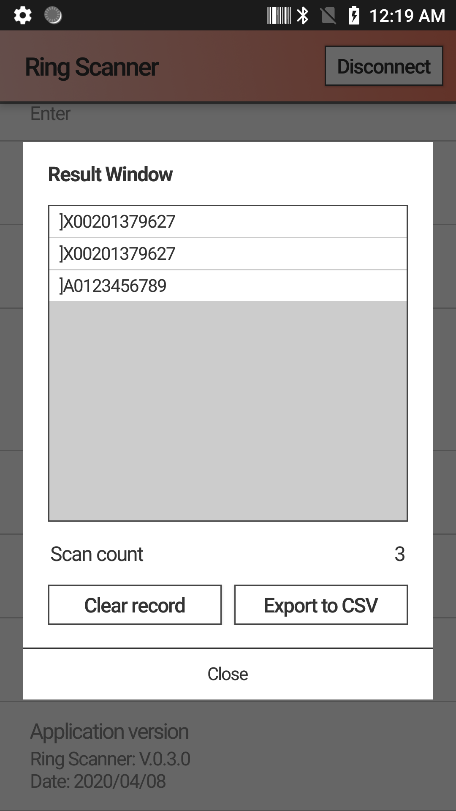 12:19 AM
Ring Scanner
Disconnect
Enter
Result Window
]X00201379627
]X00201379627
]A0123456789
Scan count 3
Clear record
Export to CSV
Close
Application version
Ring Scanner: V.0.3.0
Date: 2020/04/08